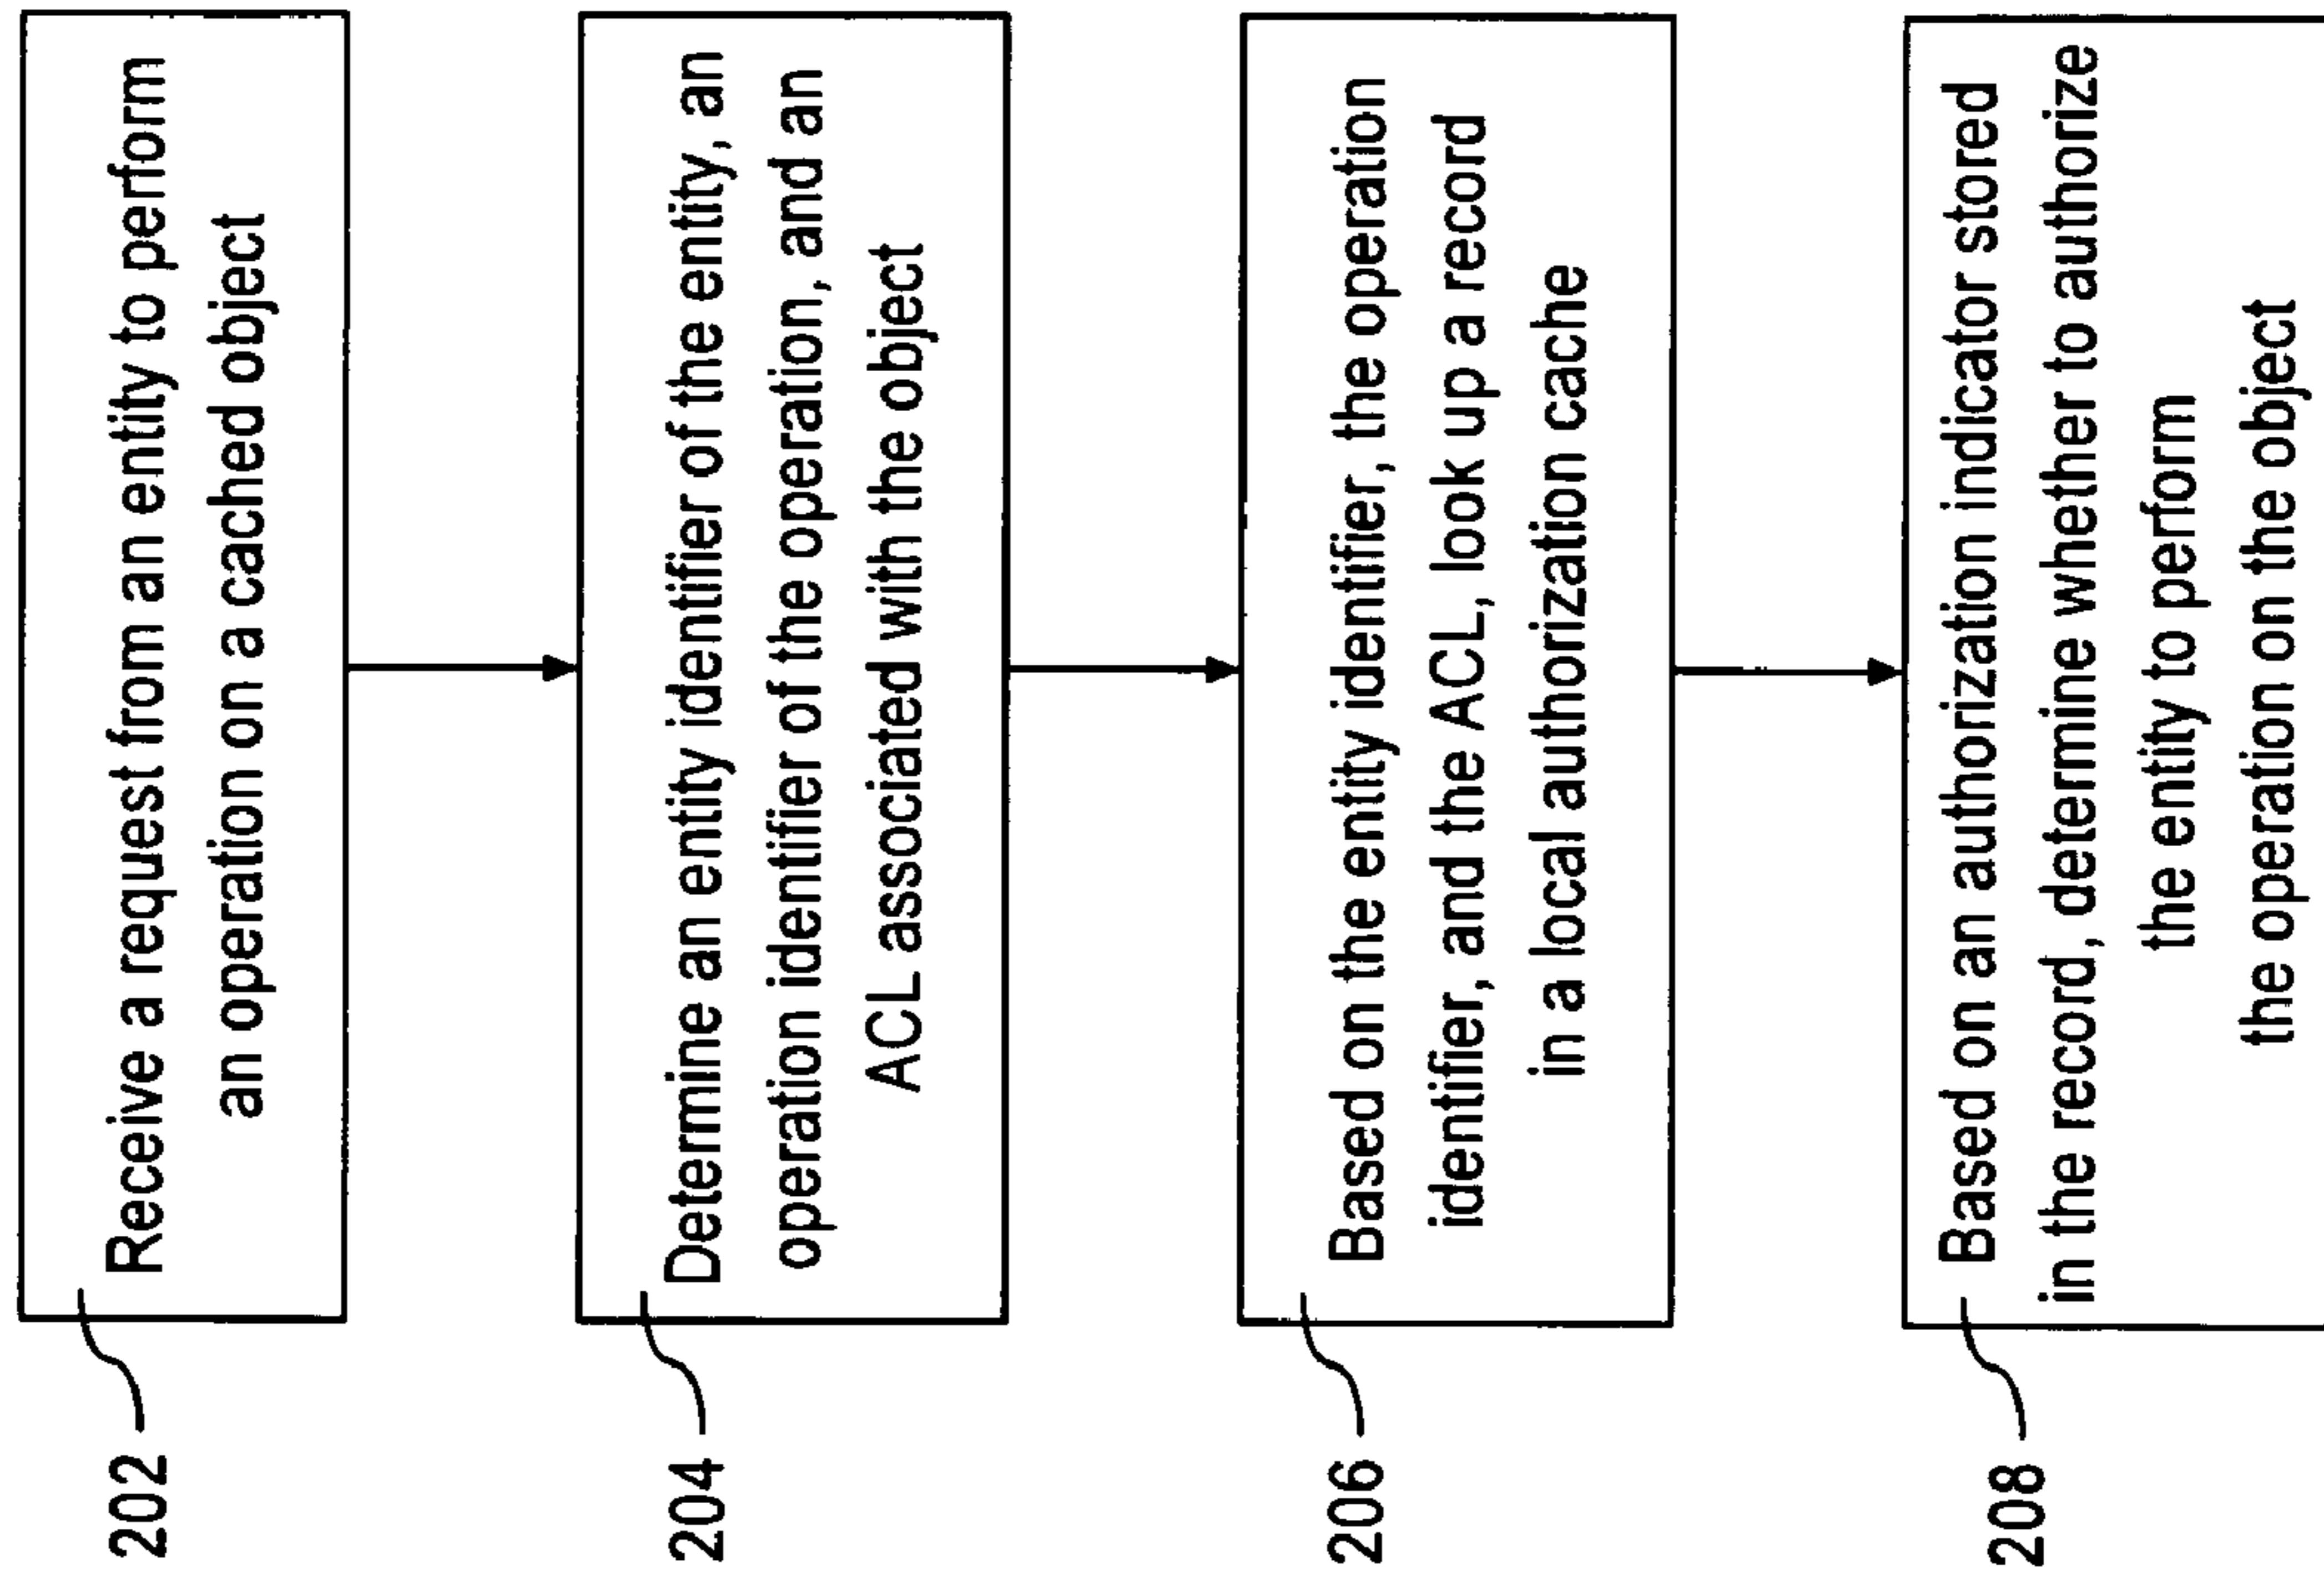 202
Receive a request from an entity to perform
an operation on a cached object
204
Determine an entity identifier of the entity, an
operation identifier of the operation, and an
ACL associated with the object
206
Based on the entity identifier, the operation
identifier, and the ACL, look up a record
in a local authorization cache
208
Based on an authorization indicator stored
in the record, determine whether to authorize
the entity to perform
the operation on the object